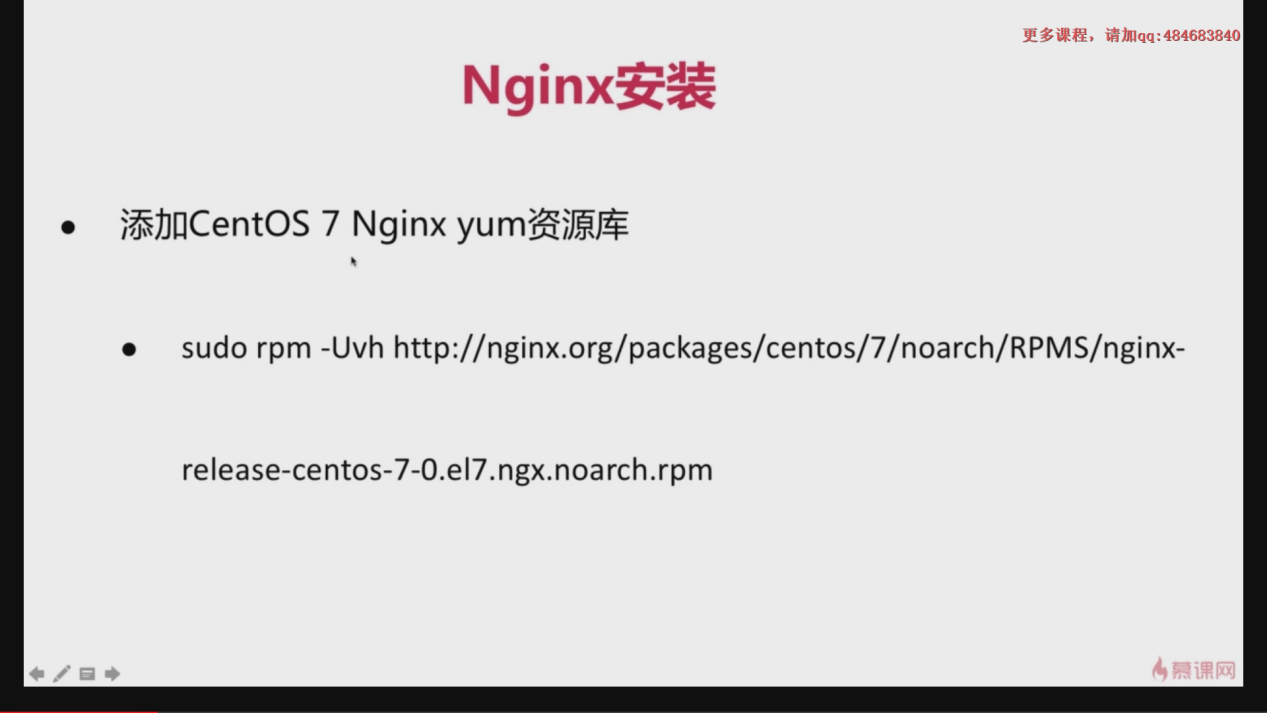 更多课程，请加qq:484683840
Nginx安装
● 添加CentOS 7 Nginx yum资源库
● sudo rpm -Uvh http://nginx.org/packages/centos/7/noarch/RPMS/nginx-
release-centos-7-0.el7.ngx.noarch.rpm
慕课网